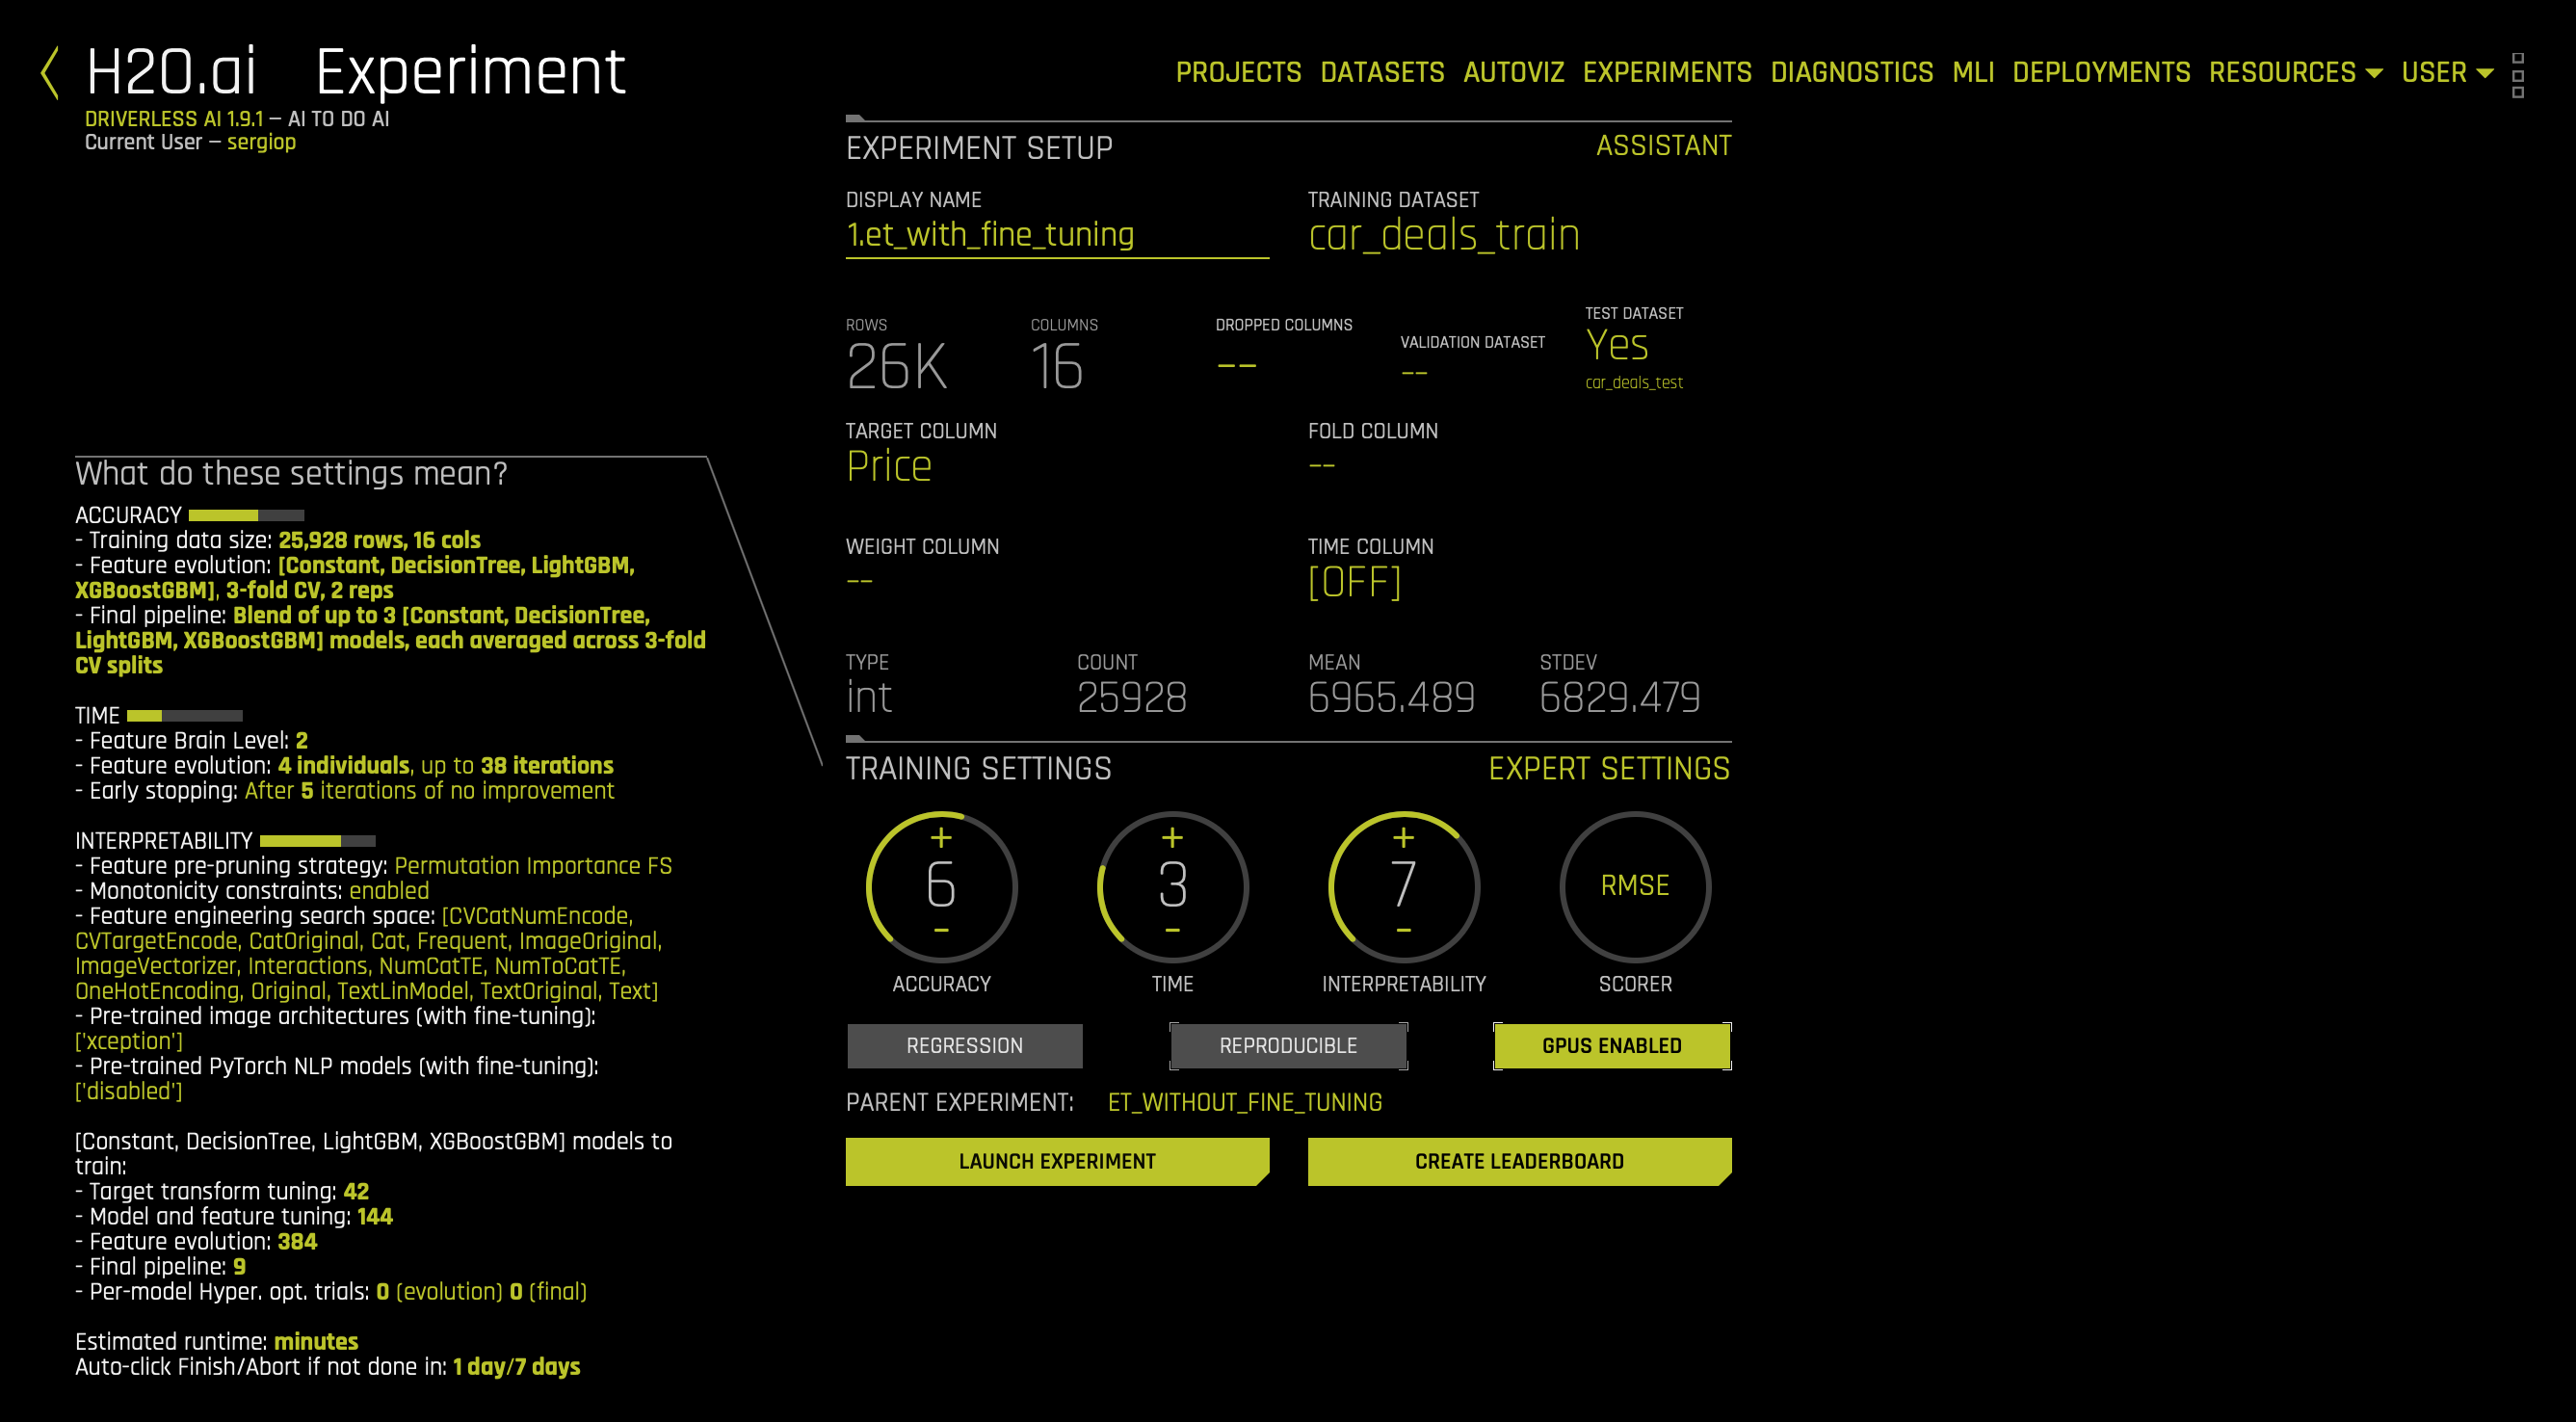 H2O.ai Experiment
DRIVERLESS AI 1.9.1 – AI TO DO AI
Current User – sergiop
PROJECTS DATASETS AUTOVIZ EXPERIMENTS DIAGNOSTICS MLI DEPLOYMENTS RESOURCES USER
What do these settings mean?
ACCURACY
- Training data size: 25,928 rows, 16 cols
- Feature evolution: [Constant, DecisionTree, LightGBM,
XGBoostGBM], 3-fold CV, 2 reps
- Final pipeline: Blend of up to 3 [Constant, DecisionTree,
LightGBM, XGBoostGBM] models, each averaged across 3-fold
CV splits
TIME
- Feature Brain Level: 2
- Feature evolution: 4 individuals, up to 38 iterations
- Early stopping: After 5 iterations of no improvement
INTERPRETABILITY
- Feature pre-pruning strategy: Permutation Importance FS
- Monotonicity constraints: enabled
- Feature engineering search space: [CVCatNumEncode,
CVTargetEncode, CatOriginal, Cat, Frequent, ImageOriginal,
ImageVectorizer, Interactions, NumCatTE, NumToCatTE,
OneHotEncoding, Original, TextLinModel, TextOriginal, Text]
- Pre-trained image architectures (with fine-tuning):
['xception']
- Pre-trained PyTorch NLP models (with fine-tuning):
['disabled']
[Constant, DecisionTree, LightGBM, XGBoostGBM] models to
train:
- Target transform tuning: 42
- Model and feature tuning: 144
- Feature evolution: 384
- Final pipeline: 9
- Per-model Hyper. opt. trials: 0 (evolution) 0 (final)
Estimated runtime: minutes
Auto-click Finish/Abort if not done in: 1 day/7 days
EXPERIMENT SETUP ASSISTANT
DISPLAY NAME TRAINING DATASET
1.et_with_fine_tuning car_deals_train
ROWS COLUMNS DROPPED COLUMNS VALIDATION DATASET TEST DATASET
26K 16 -- -- Yes
car_deals_test
TARGET COLUMN FOLD COLUMN
Price --
WEIGHT COLUMN TIME COLUMN
-- [OFF]
TYPE COUNT MEAN STDEV
int 25928 6965.489 6829.479
TRAINING SETTINGS EXPERT SETTINGS
+ + +
6 3 7 RMSE
- - -
ACCURACY TIME INTERPRETABILITY SCORER
REGRESSION REPRODUCIBLE GPUS ENABLED
PARENT EXPERIMENT: ET_WITHOUT_FINE_TUNING
LAUNCH EXPERIMENT CREATE LEADERBOARD